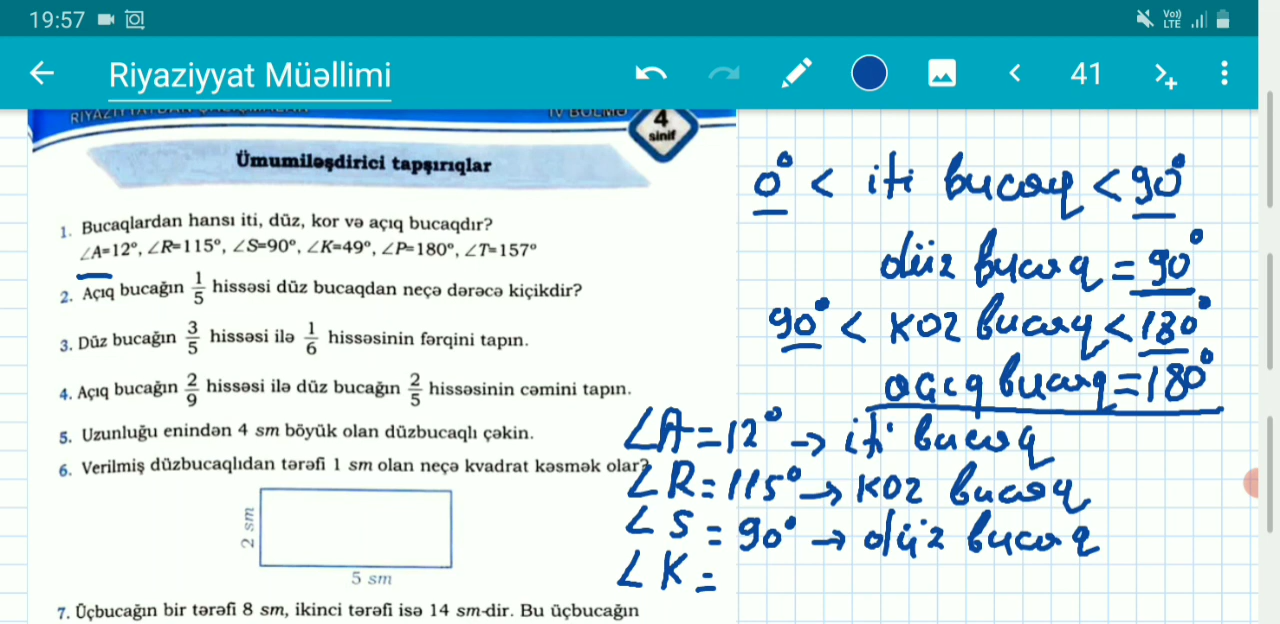 19:57
Vo)) LTE
Riyaziyyat Müəllimi
41
IV BÖLMƏ
4
sinif
Ümumiləşdirici tapşırıqlar
1. Bucaqlardan hansı iti, düz, kor və açıq bucaqdır?
∠A=12°, ∠R=115°, ∠S=90°, ∠K=49°, ∠P=180°, ∠T=157°
2. Açıq bucağın 1/5 hissəsi düz bucaqdan neçə dərəcə kiçikdir?
3. Düz bucağın 3/5 hissəsi ilə 1/6 hissəsinin fərqini tapın.
4. Açıq bucağın 2/9 hissəsi ilə düz bucağın 2/5 hissəsinin cəmini tapın.
5. Uzunluğu enindən 4 sm böyük olan düzbucaqlı çəkin.
6. Verilmiş düzbucaqlıdan tərəfi 1 sm olan neçə kvadrat kəsmək olar?
2 sm
5 sm
7. Üçbucağın bir tərəfi 8 sm, ikinci tərəfi isə 14 sm-dir. Bu üçbucağın
0° < iti bucaq < 90°
düz bucaq = 90°
90° < kor bucaq < 180°
açıq bucaq = 180°
∠A = 12° → iti bucaq
∠R = 115° → kor bucaq
∠S = 90° → düz bucaq
∠K =